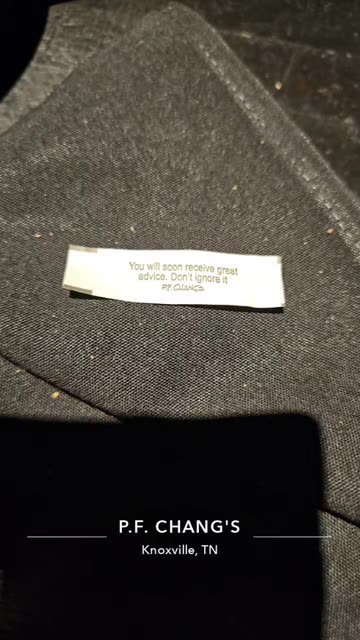 You will soon receive great
advice. Don't ignore it
P.F. CHANG'S
P.F. CHANG'S
Knoxville, TN